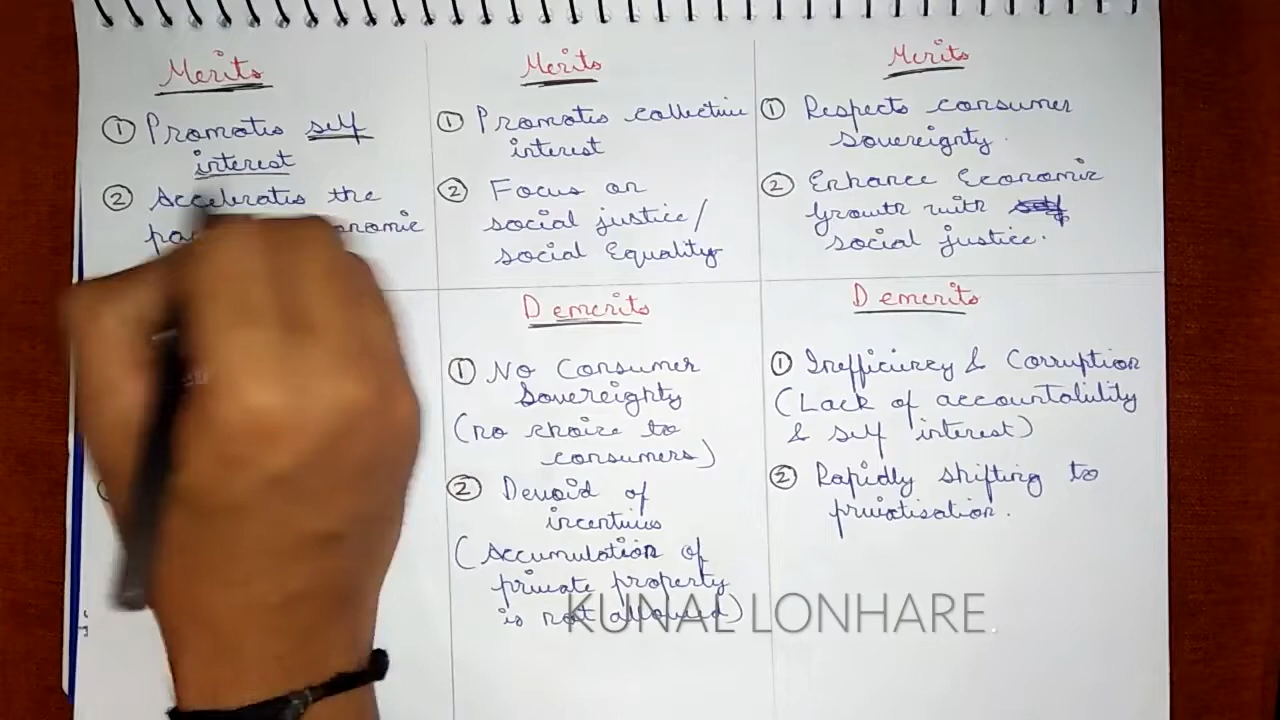 Merits
① Promotes self
interest
② Accelerates the
Merits
① Promotes collective
interest
② Focus on
social justice/
social Equality
Demerits
① No Consumer
Sovereignty
(no choice to
consumers)
② Devoid of
incentives
(Accumulation of
private property
is not allowed)
Merits
① Respects consumer
sovereignty.
② Enhance Economic
growth with
social justice.
Demerits
① Inefficiency & Corruption
(Lack of accountability
& self interest)
② Rapidly shifting to
privatisation.
KUNAL LONHARE.